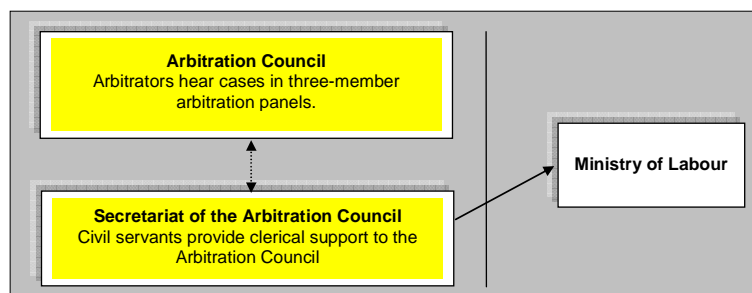 Arbitration Council
Arbitrators hear cases in three-member
arbitration panels.
Ministry of Labour
Secretariat of the Arbitration Council
Civil servants provide clerical support to the
Arbitration Council